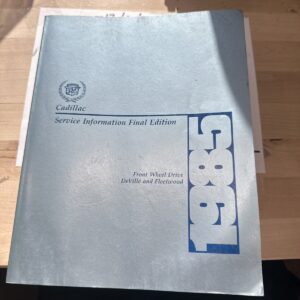 Cadillac
Service Information Final Edition
Front Wheel Drive
DeVille and Fleetwood
1985